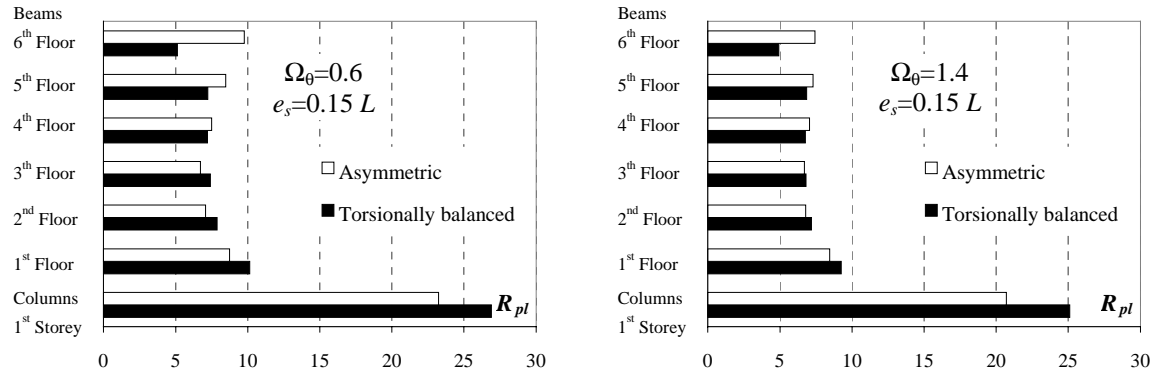 Beams
6th Floor
5th Floor
4th Floor
3th Floor
2nd Floor
1st Floor
Columns
1st Storey
Ωθ=0.6
es=0.15 L
Asymmetric
Torsionally balanced
Rpl
0 5 10 15 20 25 30
Beams
6th Floor
5th Floor
4th Floor
3th Floor
2nd Floor
1st Floor
Columns
1st Storey
Ωθ=1.4
es=0.15 L
Asymmetric
Torsionally balanced
Rpl
0 5 10 15 20 25 30